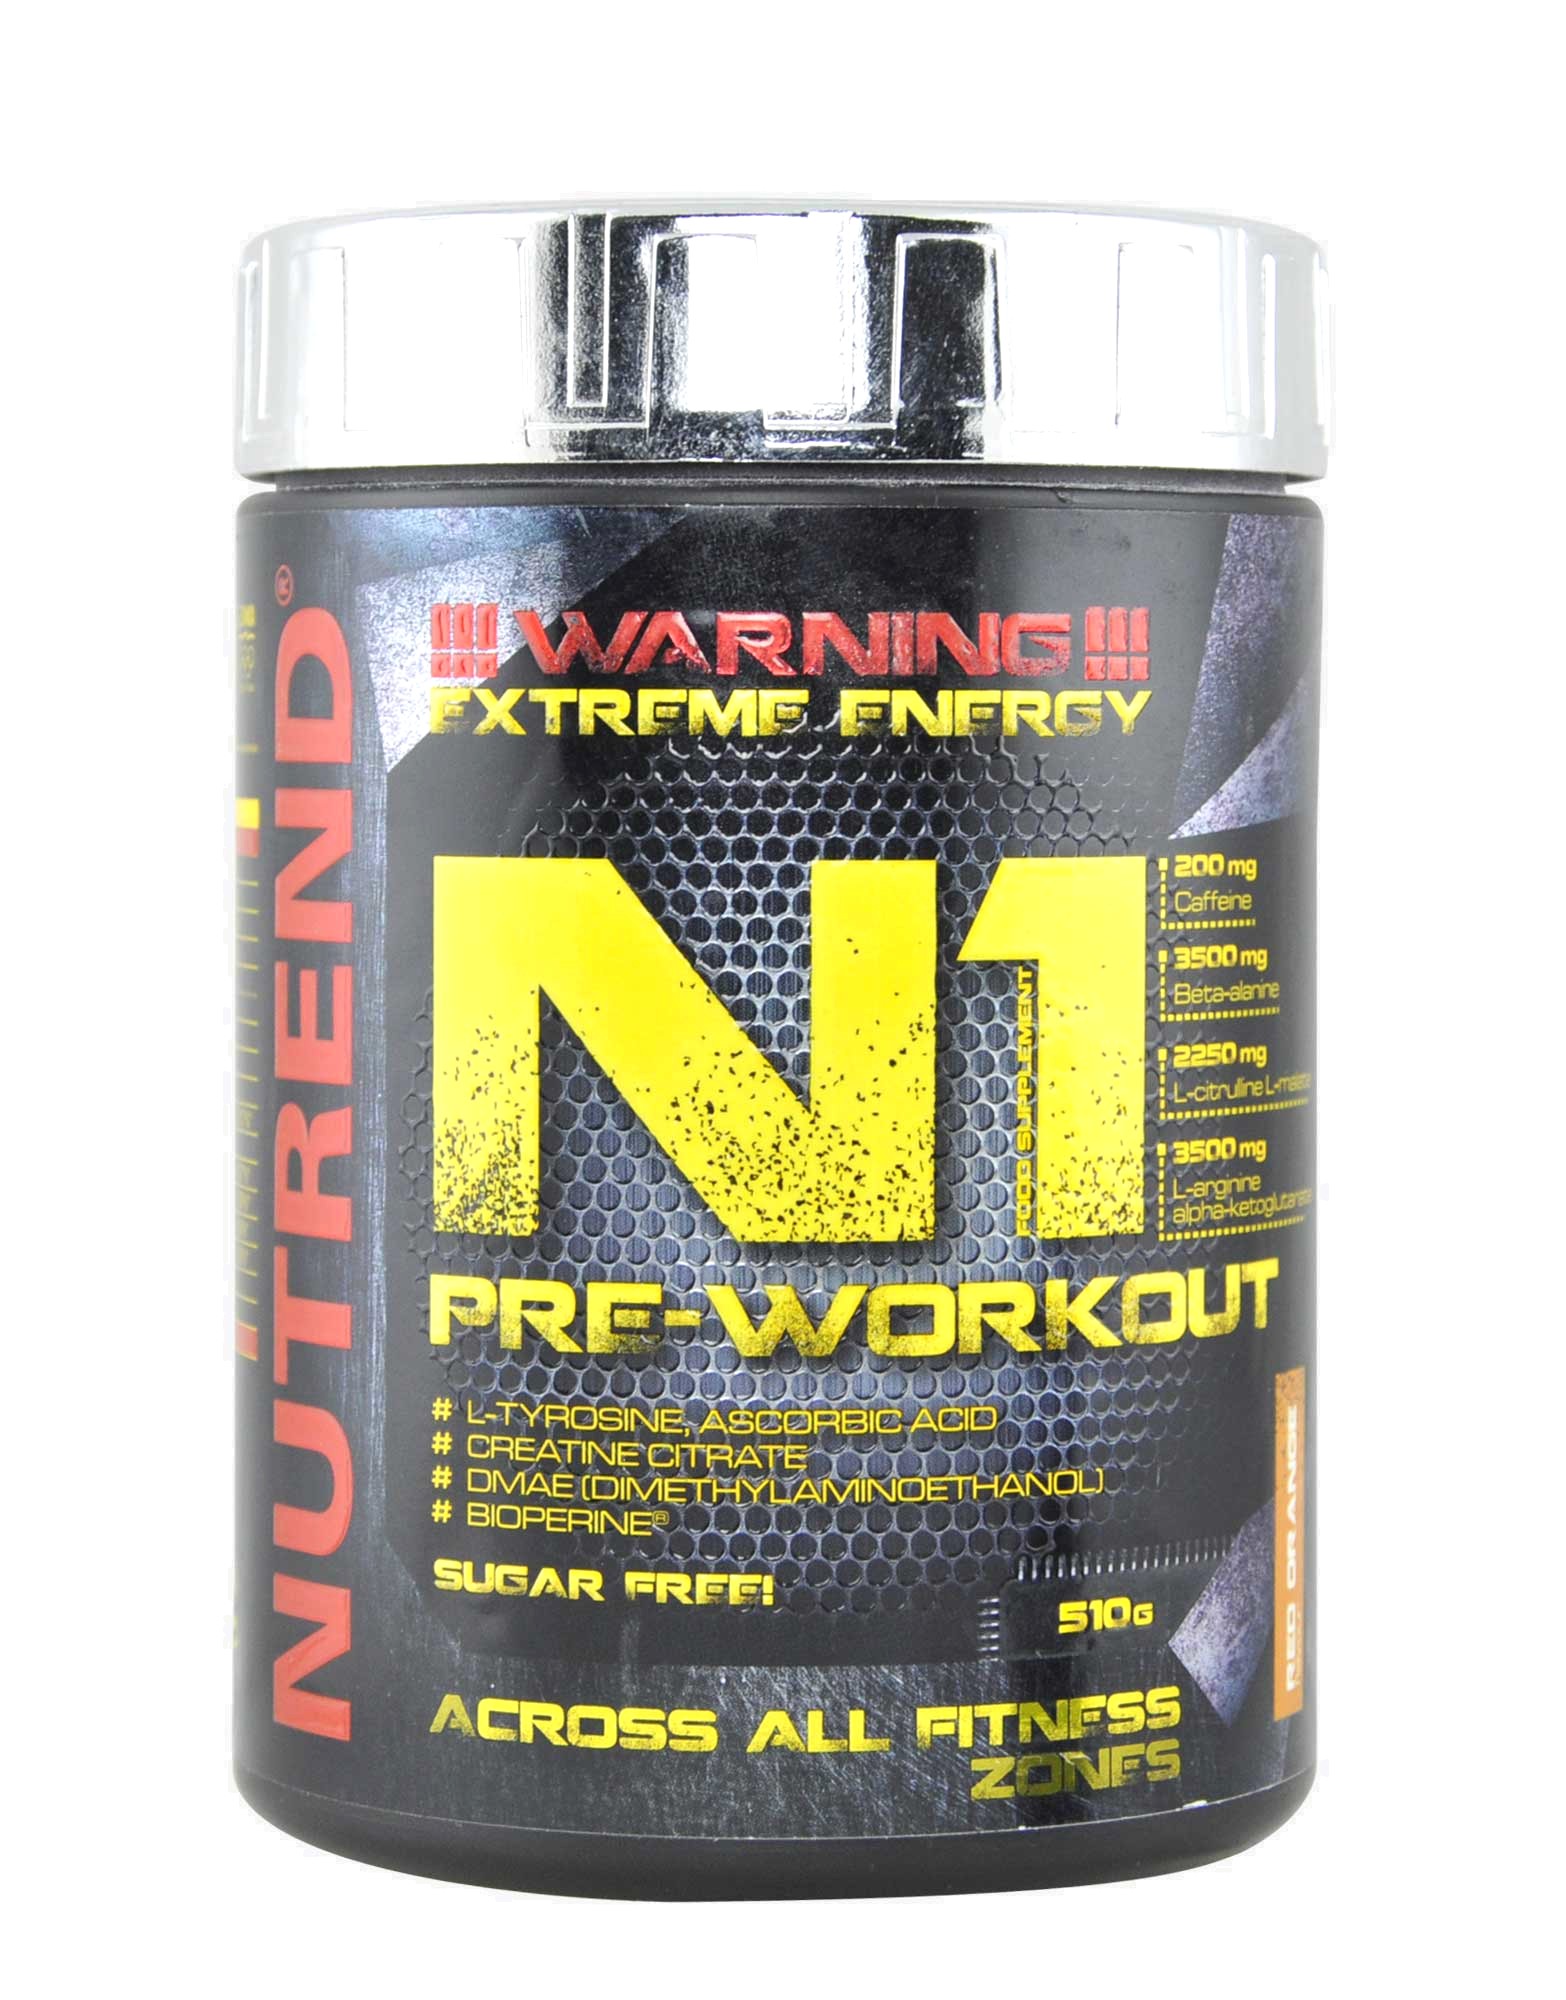 NUTREND®
!!! WARNING !!!
EXTREME ENERGY
N1
FOOD SUPPLEMENT
200 mg
Caffeine
3500 mg
Beta-alanine
2250 mg
L-citrulline L-malate
3500 mg
L-arginine
alpha-ketoglutarate
PRE-WORKOUT
# L-TYROSINE, ASCORBIC ACID
# CREATINE CITRATE
# DMAE (DIMETHYLAMINOETHANOL)
# BIOPERINE®
SUGAR FREE!
510G
RED ORANGE
ACROSS ALL FITNESS
ZONES